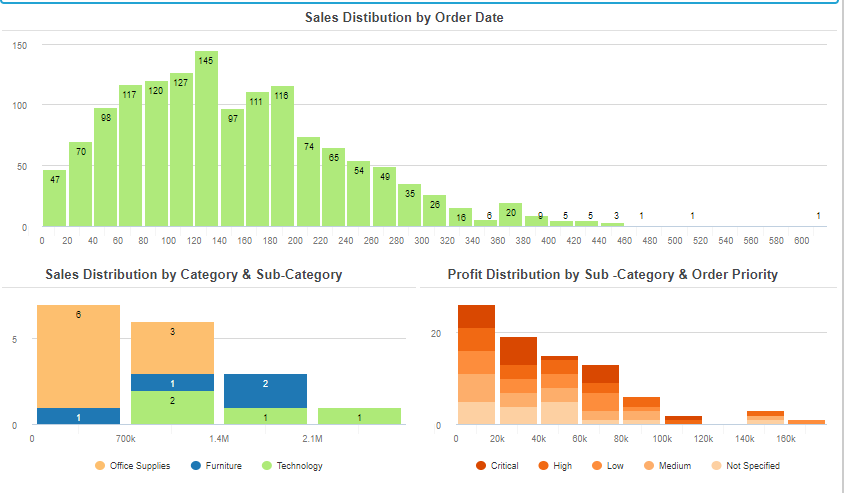 Sales Distibution by Order Date
150
100
50
0
47 70 98 117 120 127 145 97 111 116 74 65 54 49 35 26 16 6 20 9 5 5 3 1 1 1
0 20 40 60 80 100 120 140 160 180 200 220 240 260 280 300 320 340 360 380 400 420 440 460 480 500 520 540 560 580 600
Sales Distribution by Category & Sub-Category
5
0
6
1
3
1
2
2
1
1
0 700k 1.4M 2.1M
Office Supplies Furniture Technology
Profit Distribution by Sub -Category & Order Priority
20
0
0 20k 40k 60k 80k 100k 120k 140k 160k
Critical High Low Medium Not Specified